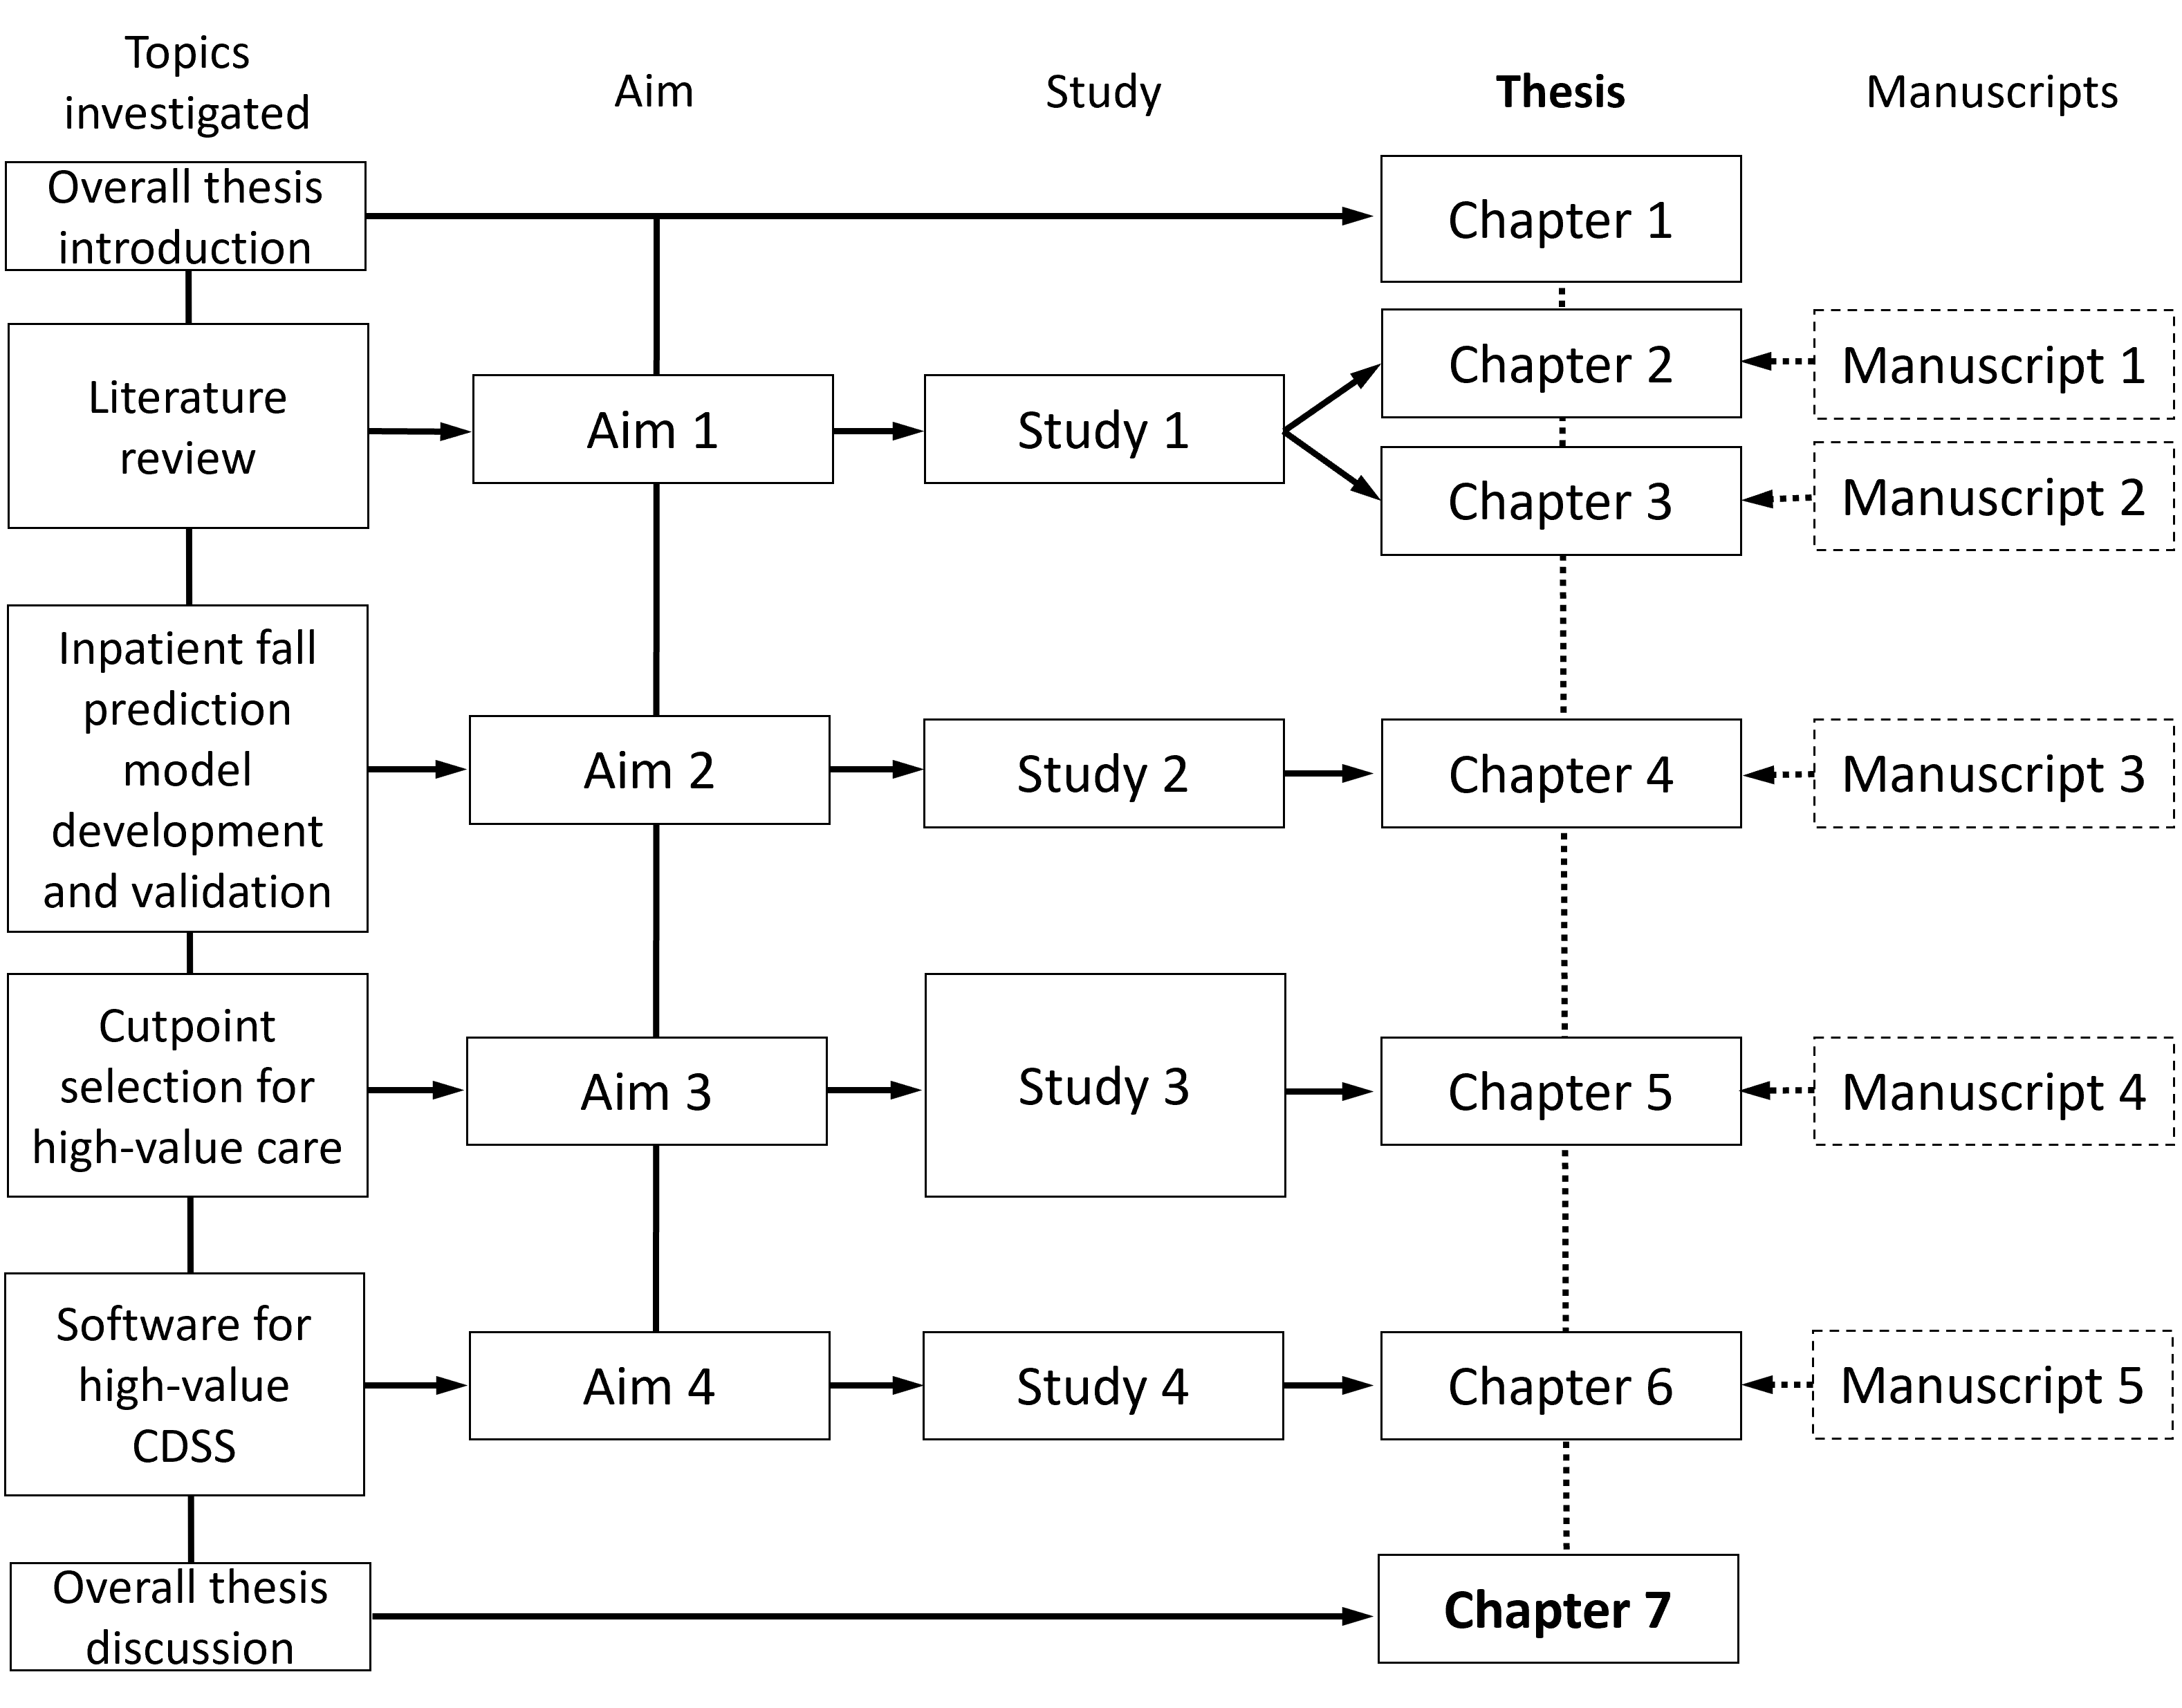 Topics
investigated
Aim
Study
Thesis
Manuscripts
Overall thesis
introduction
Chapter 1
Literature
review
Aim 1
Study 1
Chapter 2
Manuscript 1
Chapter 3
Manuscript 2
Inpatient fall
prediction
model
development
and validation
Aim 2
Study 2
Chapter 4
Manuscript 3
Cutpoint
selection for
high-value care
Aim 3
Study 3
Chapter 5
Manuscript 4
Software for
high-value
CDSS
Aim 4
Study 4
Chapter 6
Manuscript 5
Overall thesis
discussion
Chapter 7